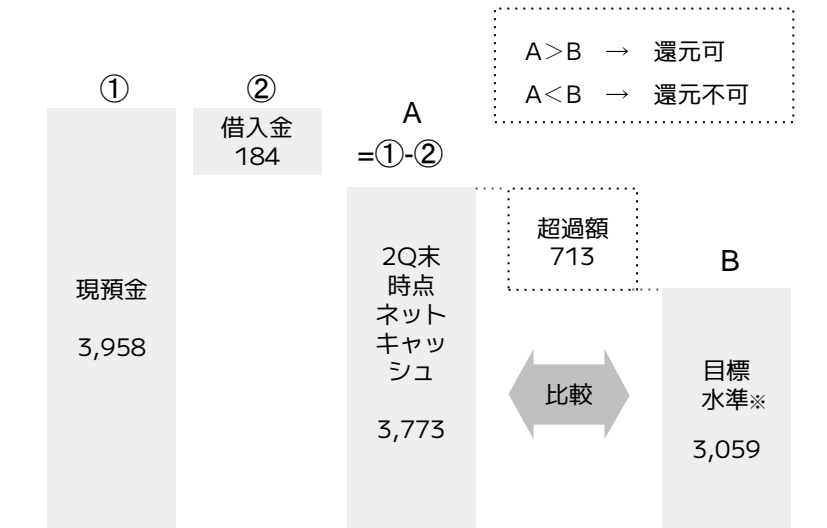 A＞B → 還元可
A＜B → 還元不可
①
現預金
3,958
②
借入金
184
A
=①-②
2Q末
時点
ネット
キャッ
シュ
3,773
超過額
713
比較
B
目標
水準※
3,059